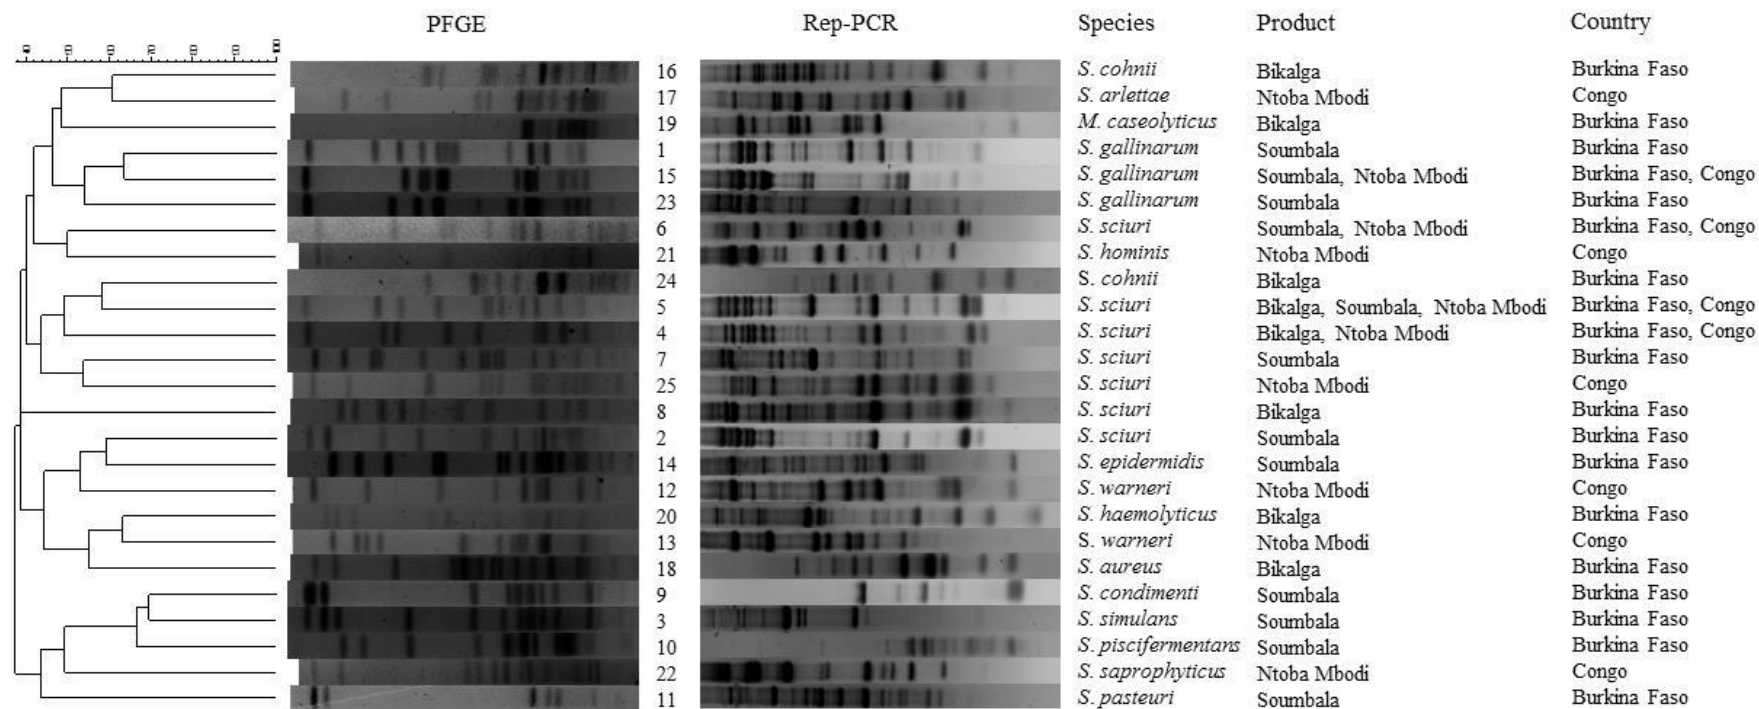 PFGE Rep-PCR Species Product Country
16 S. cohnii Bikalga Burkina Faso
17 S. arlettae Ntoba Mbodi Congo
19 M. caseolyticus Bikalga Burkina Faso
1 S. gallinarum Soumbala Burkina Faso
15 S. gallinarum Soumbala, Ntoba Mbodi Burkina Faso, Congo
23 S. gallinarum Soumbala Burkina Faso
6 S. sciuri Soumbala, Ntoba Mbodi Burkina Faso, Congo
21 S. hominis Ntoba Mbodi Congo
24 S. cohnii Bikalga Burkina Faso
5 S. sciuri Bikalga, Soumbala, Ntoba Mbodi Burkina Faso, Congo
4 S. sciuri Bikalga, Ntoba Mbodi Burkina Faso, Congo
7 S. sciuri Soumbala Burkina Faso
25 S. sciuri Ntoba Mbodi Congo
8 S. sciuri Bikalga Burkina Faso
2 S. sciuri Soumbala Burkina Faso
14 S. epidermidis Soumbala Burkina Faso
12 S. warneri Ntoba Mbodi Congo
20 S. haemolyticus Bikalga Burkina Faso
13 S. warneri Ntoba Mbodi Congo
18 S. aureus Bikalga Burkina Faso
9 S. condimenti Soumbala Burkina Faso
3 S. simulans Soumbala Burkina Faso
10 S. piscifermentans Soumbala Burkina Faso
22 S. saprophyticus Ntoba Mbodi Congo
11 S. pasteuri Soumbala Burkina Faso